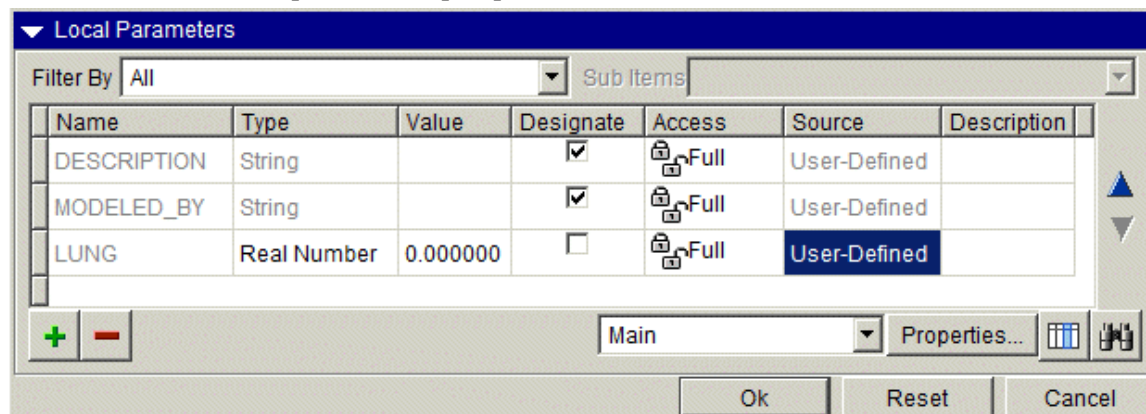 Local Parameters
Filter By All Sub Items
Name Type Value Designate Access Source Description
DESCRIPTION String Full User-Defined
MODELED_BY String Full User-Defined
LUNG Real Number 0.000000 Full User-Defined
Main Properties...
Ok Reset Cancel